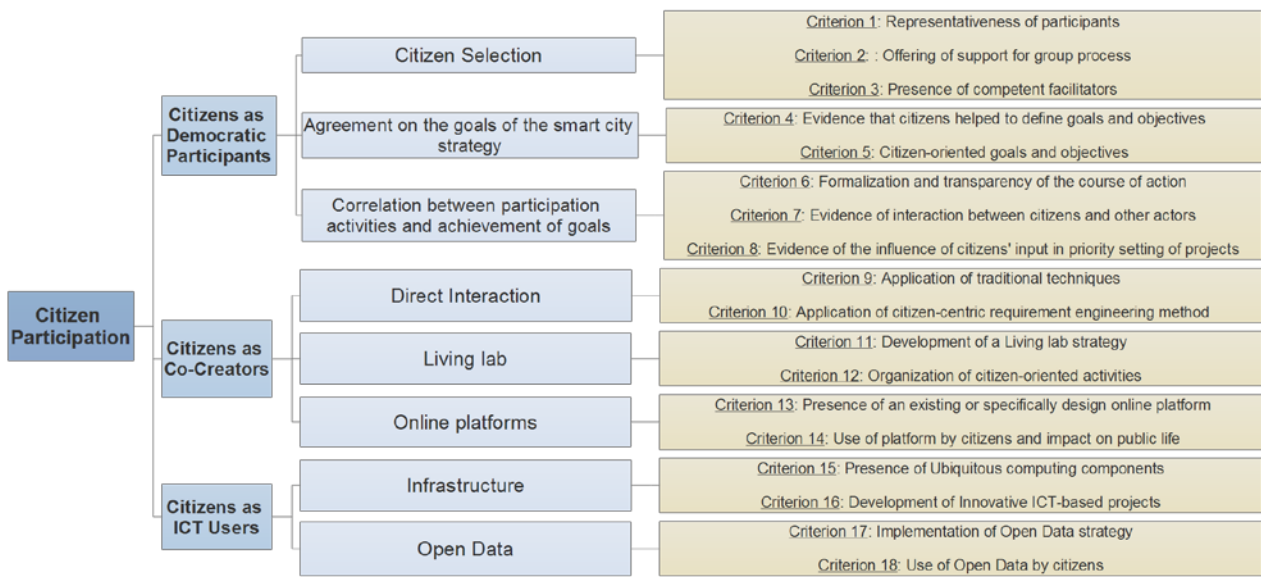 Citizen
Participation
Citizens as
Democratic
Participants
Citizen Selection
Criterion 1: Representativeness of participants
Criterion 2: : Offering of support for group process
Criterion 3: Presence of competent facilitators
Agreement on the goals of the smart city
strategy
Criterion 4: Evidence that citizens helped to define goals and objectives
Criterion 5: Citizen-oriented goals and objectives
Correlation between participation
activities and achievement of goals
Criterion 6: Formalization and transparency of the course of action
Criterion 7: Evidence of interaction between citizens and other actors
Criterion 8: Evidence of the influence of citizens' input in priority setting of projects
Citizens as
Co-Creators
Direct Interaction
Criterion 9: Application of traditional techniques
Criterion 10: Application of citizen-centric requirement engineering method
Living lab
Criterion 11: Development of a Living lab strategy
Criterion 12: Organization of citizen-oriented activities
Online platforms
Criterion 13: Presence of an existing or specifically design online platform
Criterion 14: Use of platform by citizens and impact on public life
Citizens as
ICT Users
Infrastructure
Criterion 15: Presence of Ubiquitous computing components
Criterion 16: Development of Innovative ICT-based projects
Open Data
Criterion 17: Implementation of Open Data strategy
Criterion 18: Use of Open Data by citizens